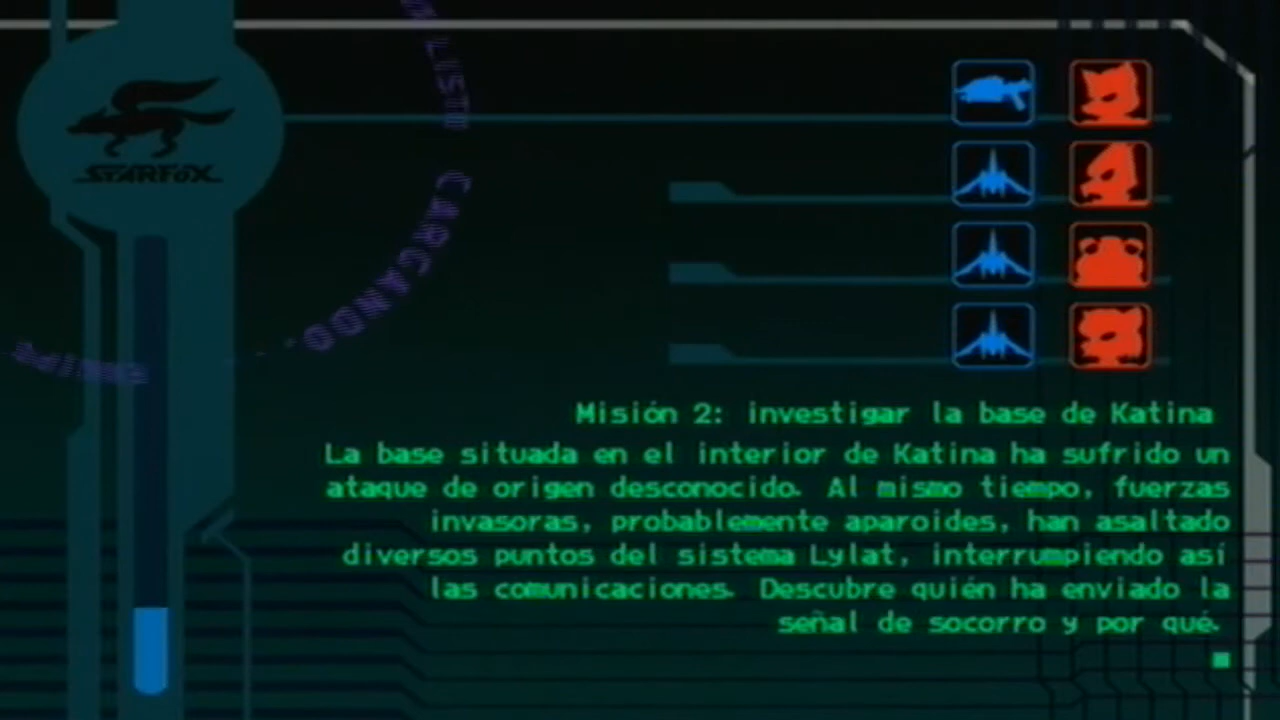 LISTE
STARFOX
CARGANDO
Misión 2: investigar la base de Katina
La base situada en el interior de Katina ha sufrido un
ataque de origen desconocido. Al mismo tiempo, fuerzas
invasoras, probablemente aparoides, han asaltado
diversos puntos del sistema Lylat, interrumpiendo así
las comunicaciones. Descubre quién ha enviado la
señal de socorro y por qué.